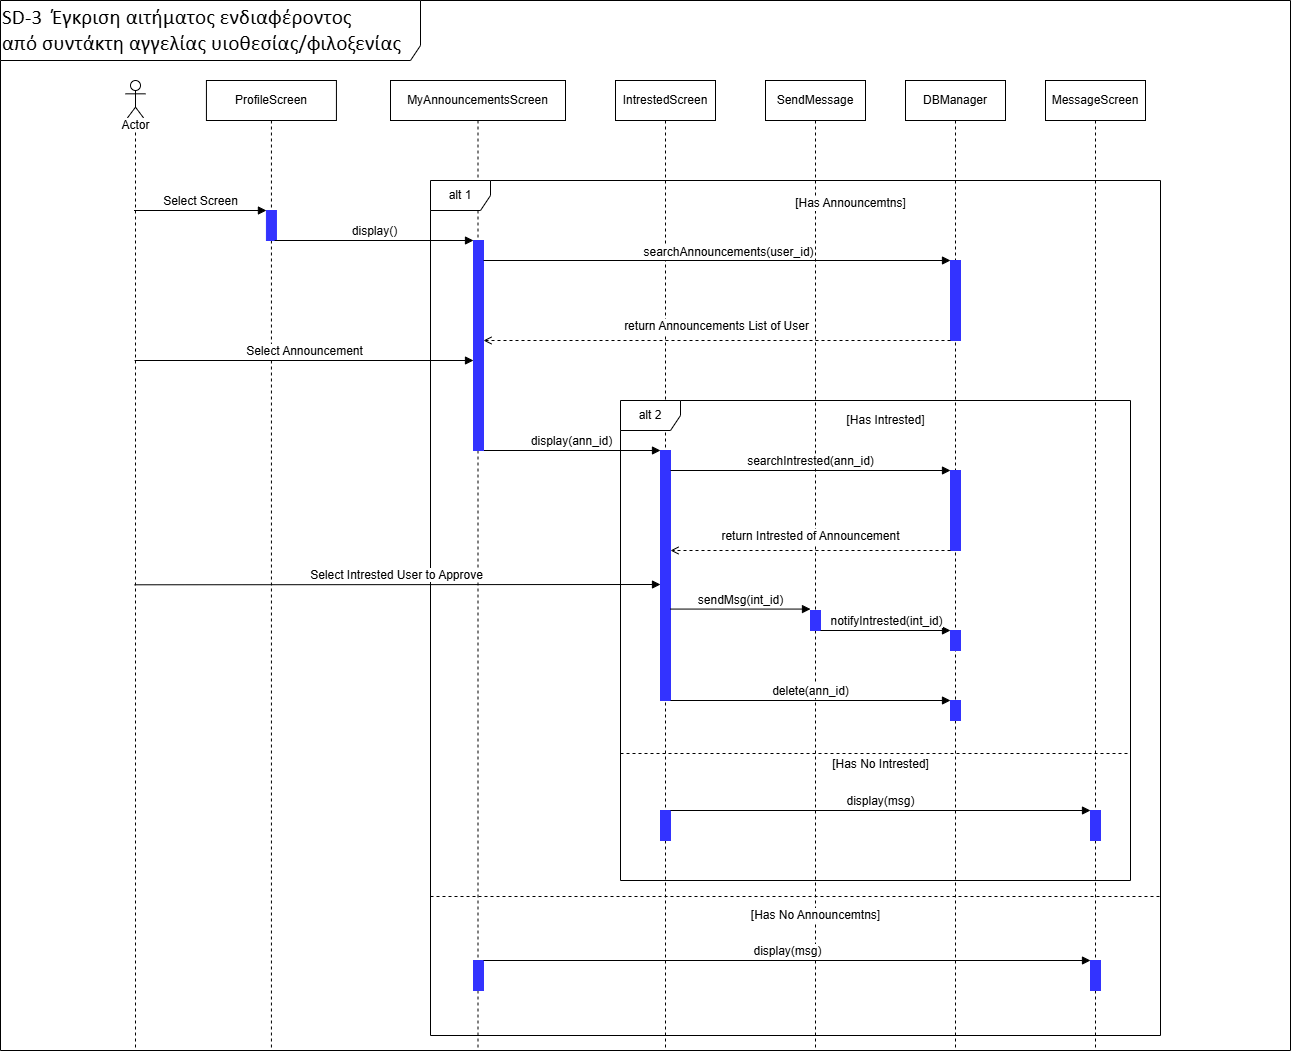 SD-3 Έγκριση αιτήματος ενδιαφέροντος
από συντάκτη αγγελίας υιοθεσίας/φιλοξενίας
Actor
ProfileScreen
MyAnnouncementsScreen
IntrestedScreen
SendMessage
DBManager
MessageScreen
alt 1
[Has Announcemtns]
Select Screen
display()
searchAnnouncements(user_id)
return Announcements List of User
Select Announcement
alt 2
[Has Intrested]
display(ann_id)
searchIntrested(ann_id)
return Intrested of Announcement
Select Intrested User to Approve
sendMsg(int_id)
notifyIntrested(int_id)
delete(ann_id)
[Has No Intrested]
display(msg)
[Has No Announcemtns]
display(msg)